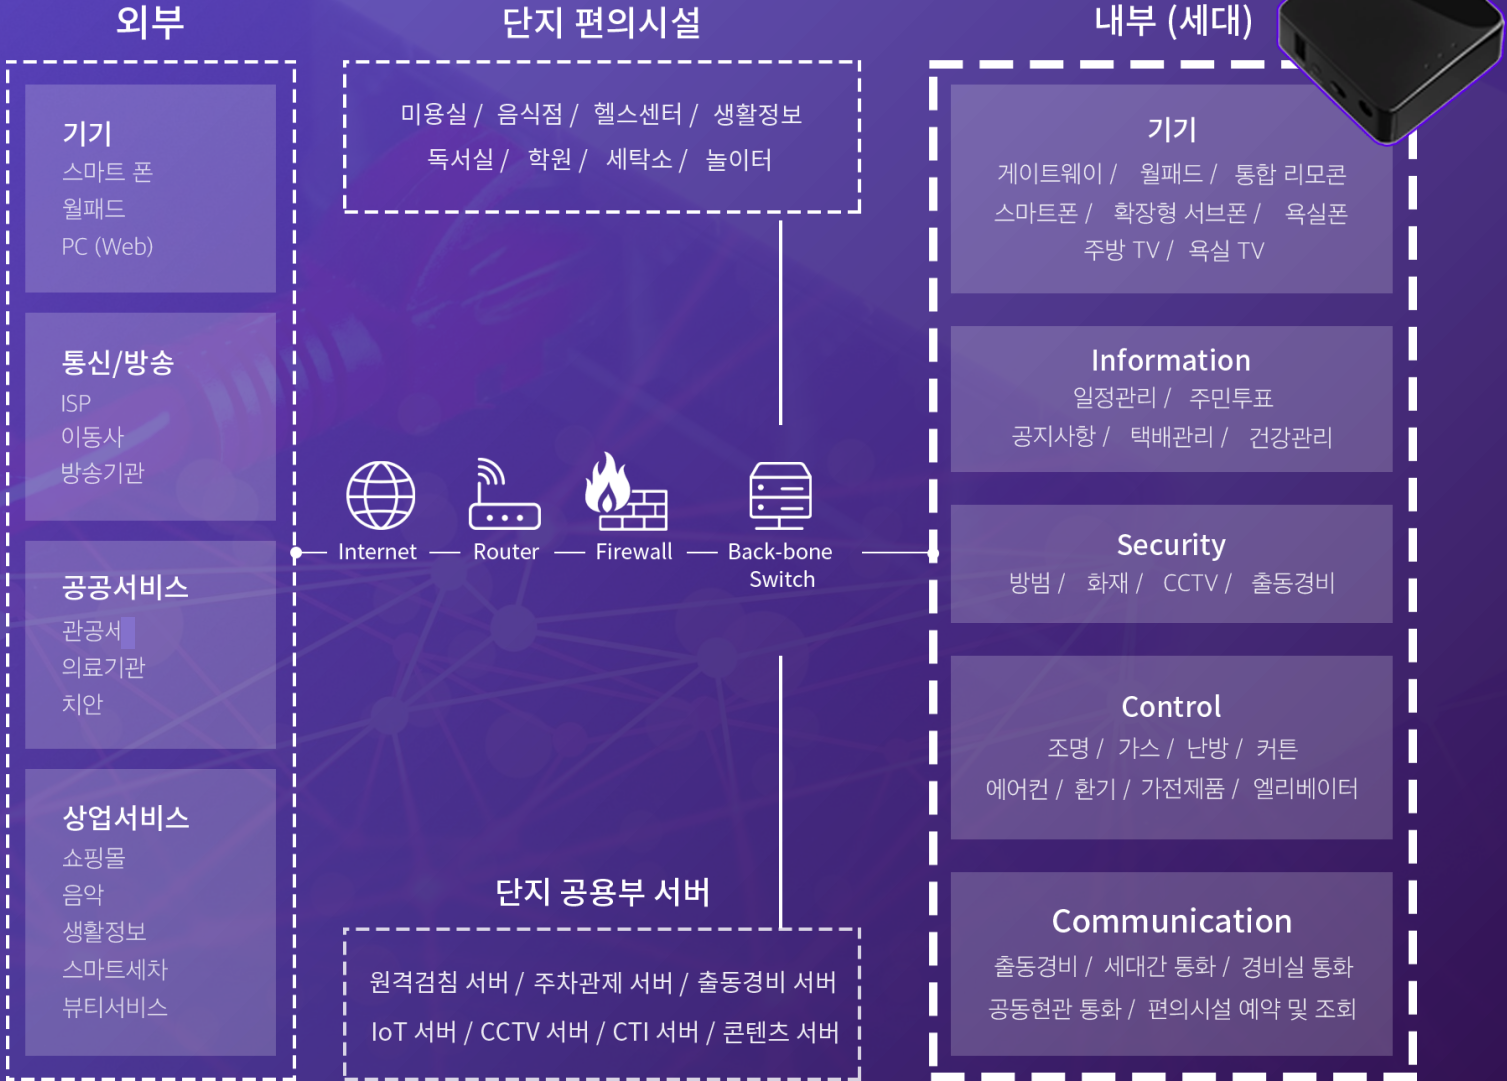 외부
기기
스마트 폰
월패드
PC (Web)
통신/방송
ISP
이동사
방송기관
공공서비스
관공서
의료기관
치안
상업서비스
쇼핑몰
음악
생활정보
스마트세차
뷰티서비스
단지 편의시설
미용실 / 음식점 / 헬스센터 / 생활정보
독서실 / 학원 / 세탁소 / 놀이터
Internet
Router
Firewall
Back-bone
Switch
단지 공용부 서버
원격검침 서버 / 주차관제 서버 / 출동경비 서버
IoT 서버 / CCTV 서버 / CTI 서버 / 콘텐츠 서버
내부 (세대)
기기
게이트웨이 / 월패드 / 통합 리모콘
스마트폰 / 확장형 서브폰 / 욕실폰
주방 TV / 욕실 TV
Information
일정관리 / 주민투표
공지사항 / 택배관리 / 건강관리
Security
방범 / 화재 / CCTV / 출동경비
Control
조명 / 가스 / 난방 / 커튼
에어컨 / 환기 / 가전제품 / 엘리베이터
Communication
출동경비 / 세대간 통화 / 경비실 통화
공동현관 통화 / 편의시설 예약 및 조회